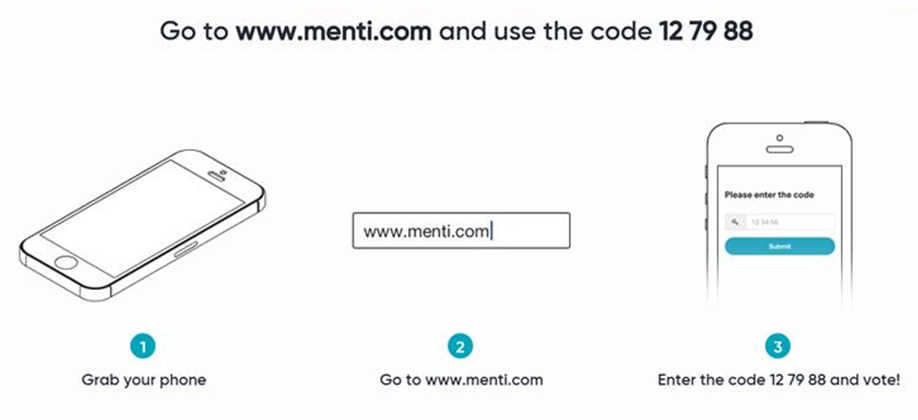 Go to www.menti.com and use the code 12 79 88
www.menti.com
Please enter the code
12 34 56
Submit
1
2
3
Grab your phone
Go to www.menti.com
Enter the code 12 79 88 and vote!